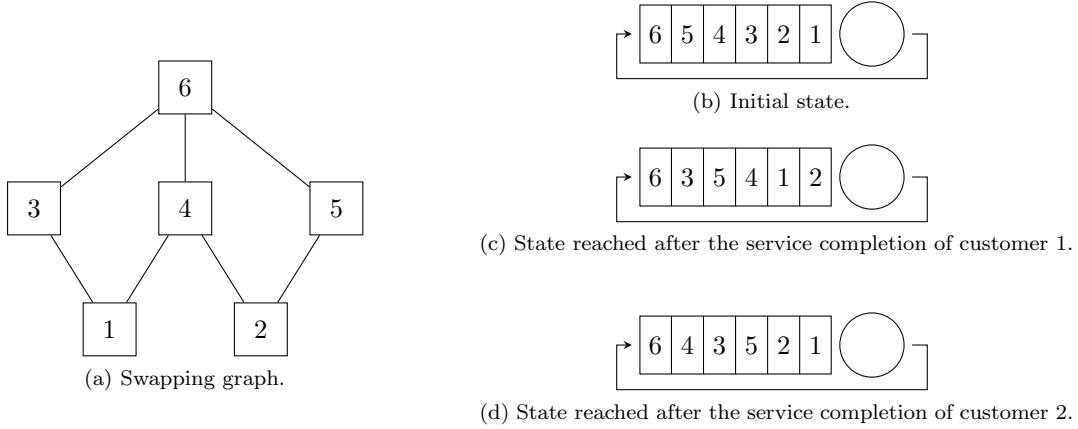 6
3 4 5
1 2
(a) Swapping graph.
6 5 4 3 2 1
(b) Initial state.
6 3 5 4 1 2
(c) State reached after the service completion of customer 1.
6 4 3 5 2 1
(d) State reached after the service completion of customer 2.